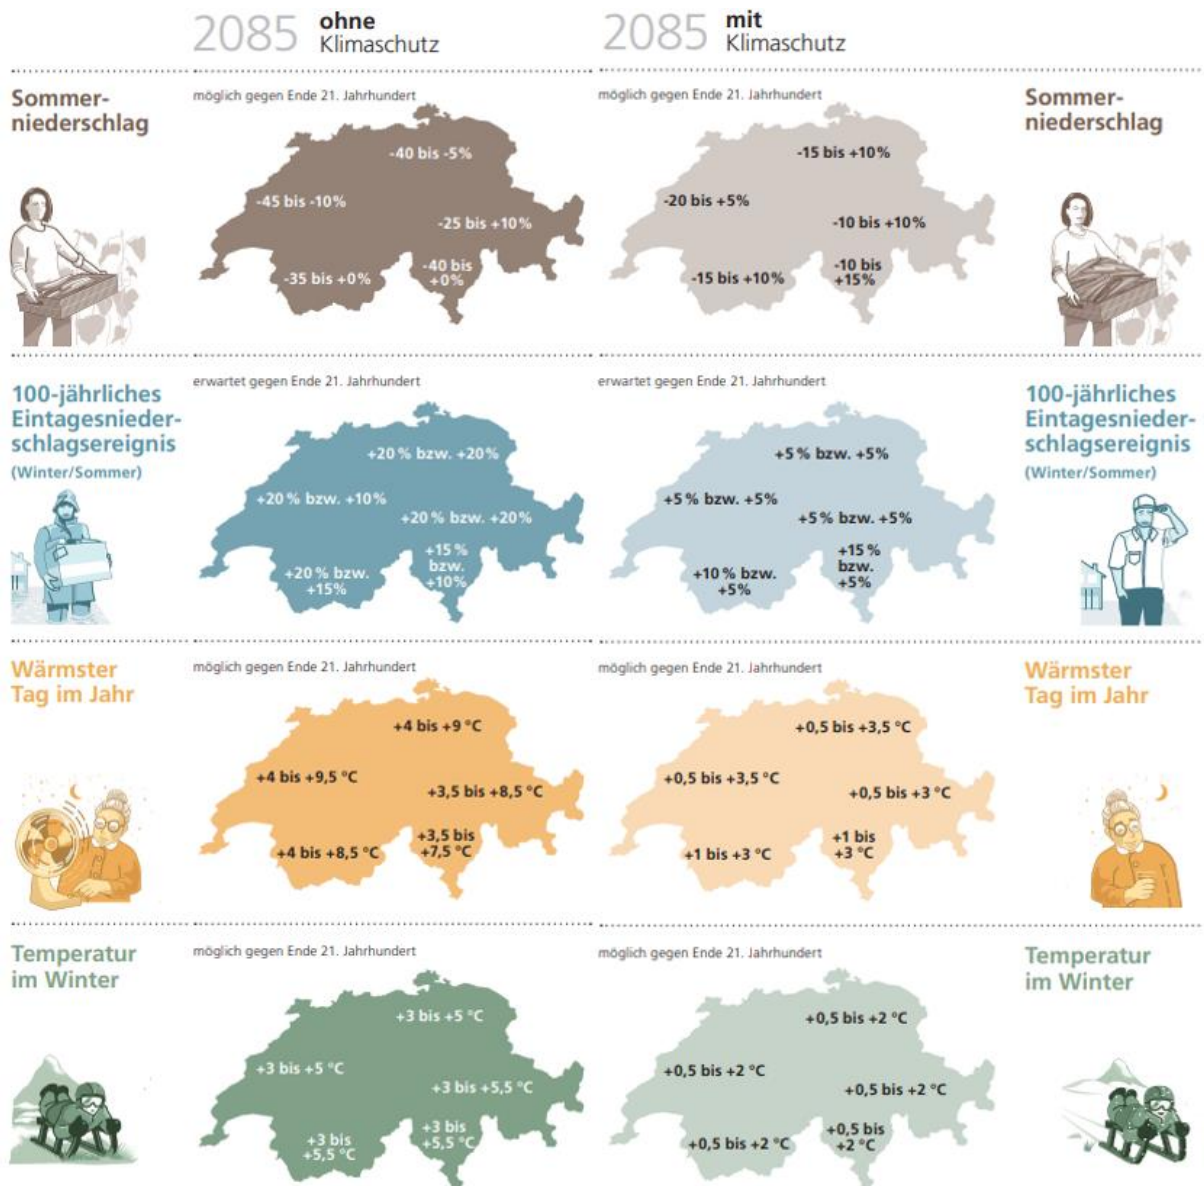 2085 ohne
Klimaschutz
2085 mit
Klimaschutz
Sommer-
niederschlag
möglich gegen Ende 21. Jahrhundert
-40 bis -5%
-45 bis -10%
-25 bis +10%
-35 bis +0%
-40 bis
+0%
möglich gegen Ende 21. Jahrhundert
-15 bis +10%
-20 bis +5%
-10 bis +10%
-15 bis +10%
-10 bis
+15%
Sommer-
niederschlag
100-jährliches
Eintagesnieder-
schlagsereignis
(Winter/Sommer)
erwartet gegen Ende 21. Jahrhundert
+20 % bzw. +20%
+20 % bzw. +10%
+20 % bzw. +20%
+20 % bzw.
+15%
+15 %
bzw.
+10%
erwartet gegen Ende 21. Jahrhundert
+5 % bzw. +5%
+5 % bzw. +5%
+5 % bzw. +5%
+10 % bzw.
+5%
+15 %
bzw.
+5%
100-jährliches
Eintagesnieder-
schlagsereignis
(Winter/Sommer)
Wärmster
Tag im Jahr
möglich gegen Ende 21. Jahrhundert
+4 bis +9 °C
+4 bis +9,5 °C
+3,5 bis +8,5 °C
+4 bis +8,5 °C
+3,5 bis
+7,5 °C
möglich gegen Ende 21. Jahrhundert
+0,5 bis +3,5 °C
+0,5 bis +3,5 °C
+0,5 bis +3 °C
+1 bis +3 °C
+1 bis
+3 °C
Wärmster
Tag im Jahr
Temperatur
im Winter
möglich gegen Ende 21. Jahrhundert
+3 bis +5 °C
+3 bis +5 °C
+3 bis +5,5 °C
+3 bis
+5,5 °C
+3 bis
+5,5 °C
möglich gegen Ende 21. Jahrhundert
+0,5 bis +2 °C
+0,5 bis +2 °C
+0,5 bis +2 °C
+0,5 bis +2 °C
+0,5 bis
+2 °C
Temperatur
im Winter